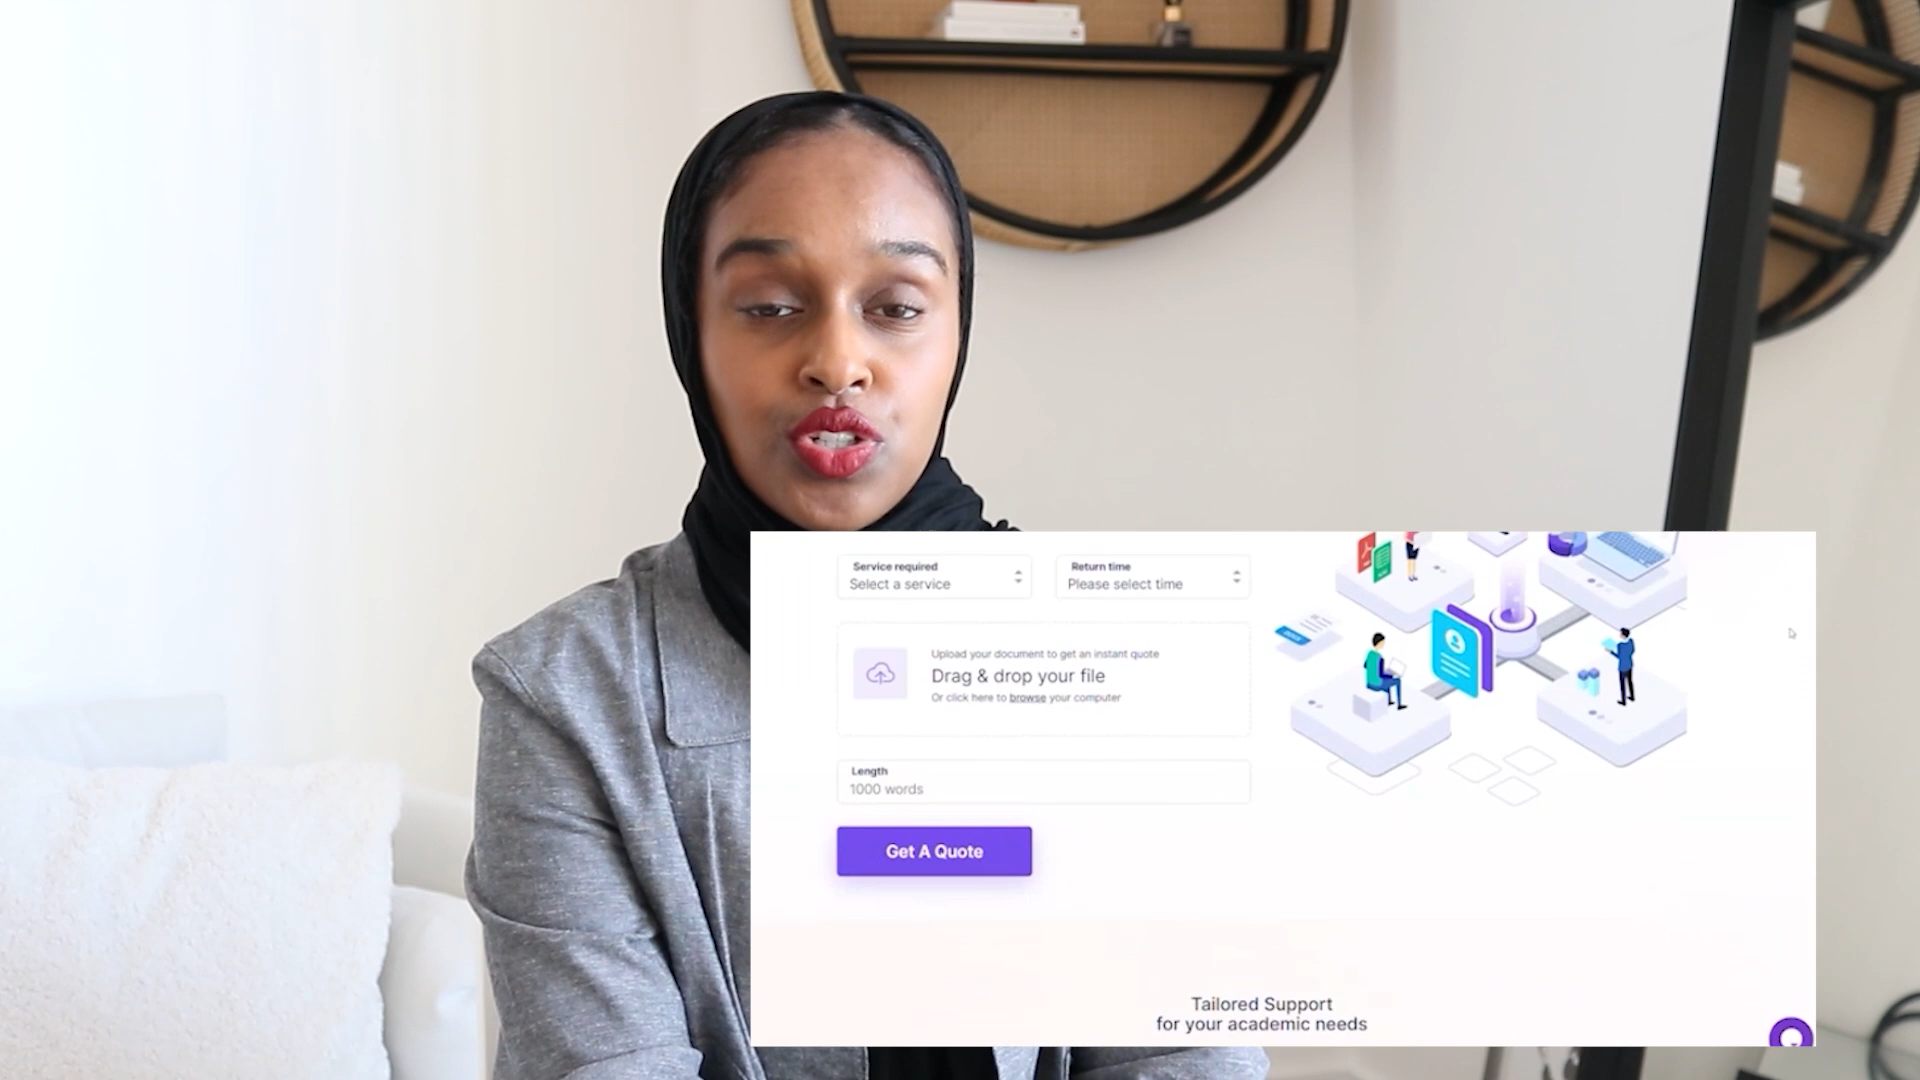 Service required
Select a service
Return time
Please select time
Upload your document to get an instant quote
Drag & drop your file
Or click here to browse your computer
Length
1000 words
Get A Quote
Tailored Support
for your academic needs